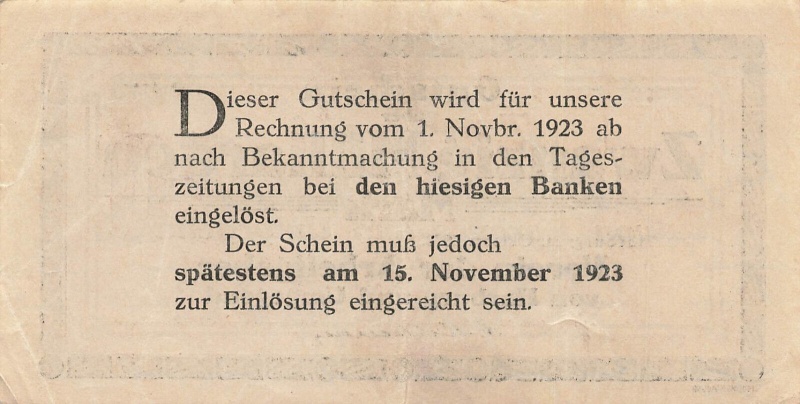 Dieser Gutschein wird für unsere
Rechnung vom 1. Novbr. 1923 ab
nach Bekanntmachung in den Tages-
zeitungen bei den hiesigen Banken
eingelöst.
Der Schein muß jedoch
spätestens am 15. November 1923
zur Einlösung eingereicht sein.